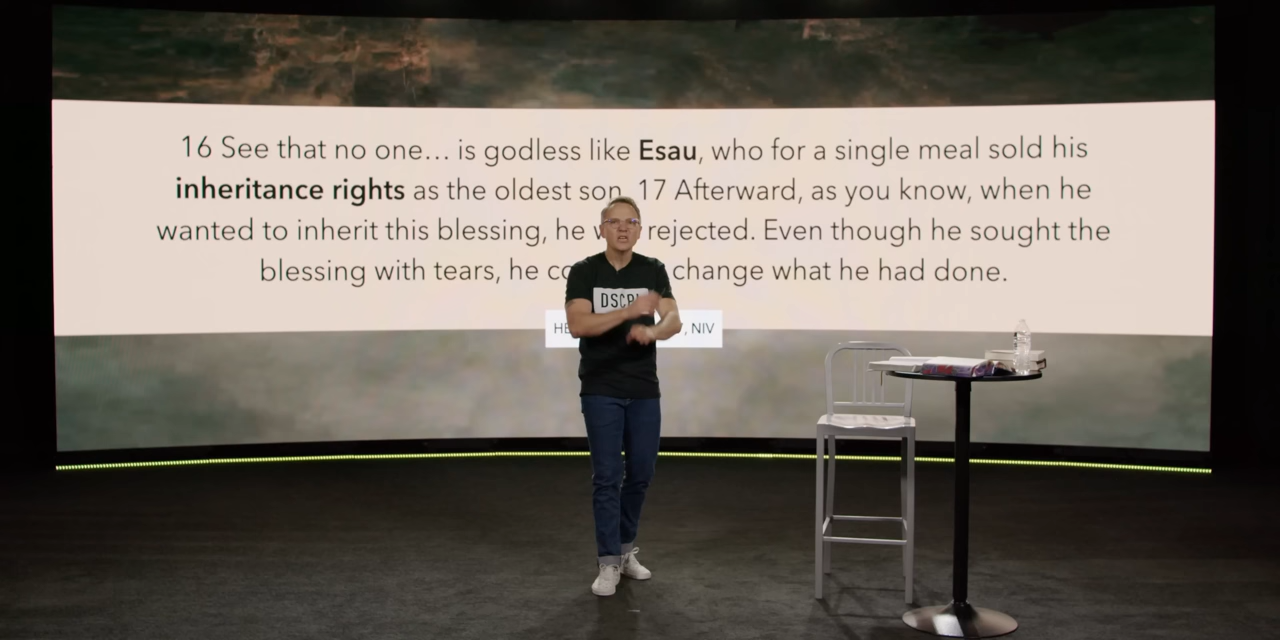 16 See that no one... is godless like Esau, who for a single meal sold his
inheritance rights as the oldest son. 17 Afterward, as you know, when he
wanted to inherit this blessing, he rejected. Even though he sought the
blessing with tears, he change what he had done.
, NIV